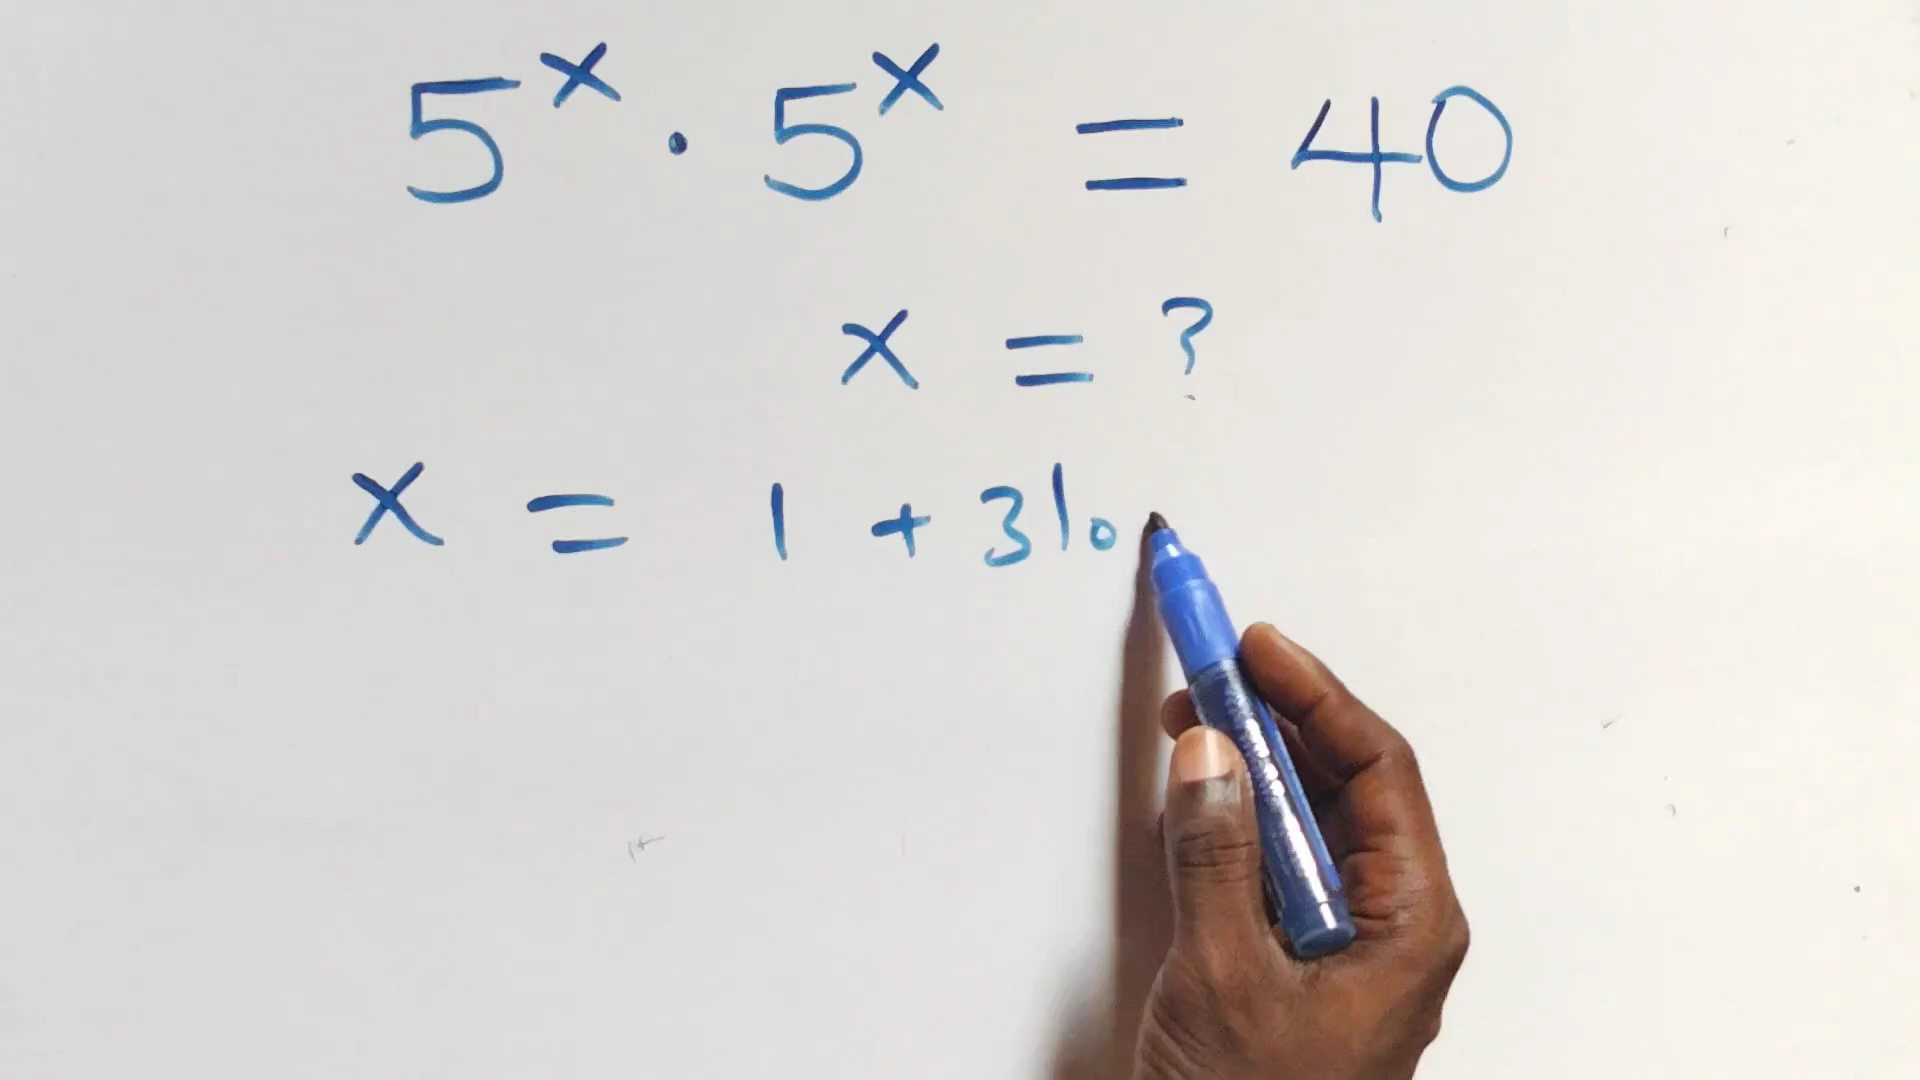 5^x · 5^x = 40
x = ?
x = 1 + 3lo